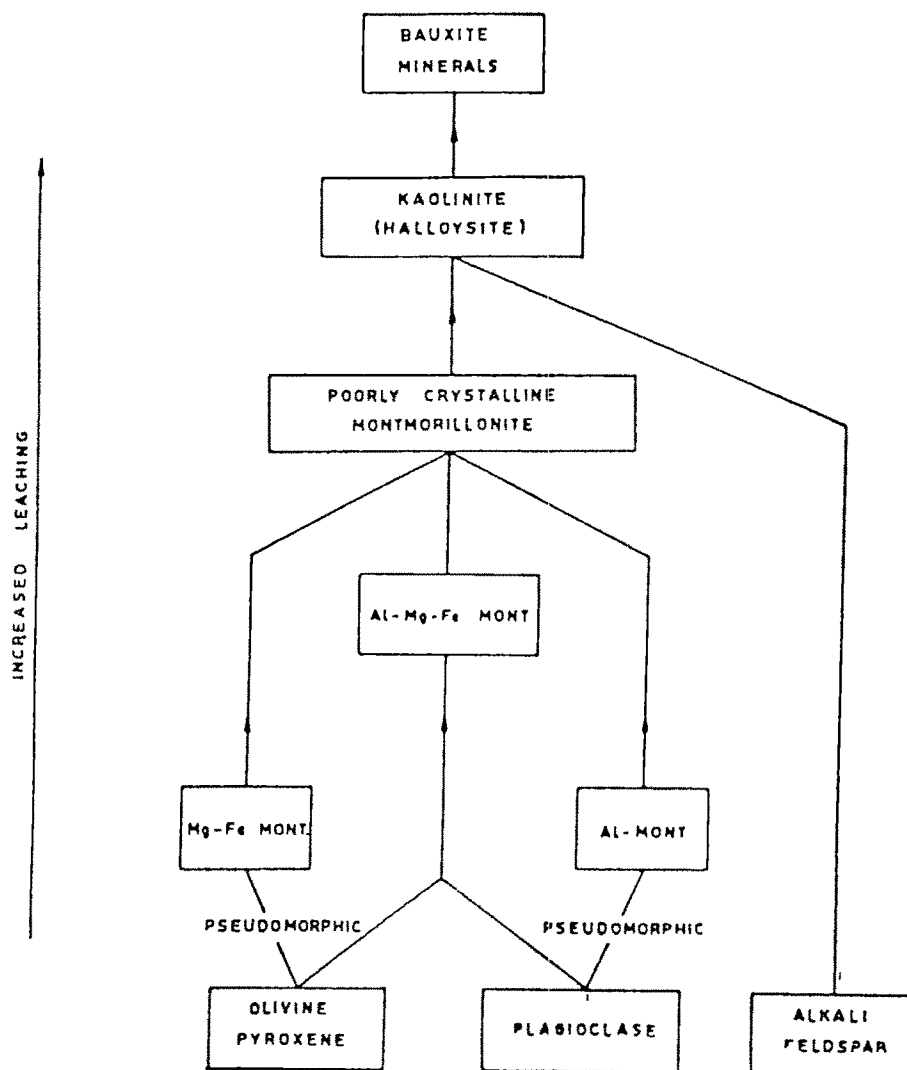 BAUXITE
MINERALS
KAOLINITE
(HALLOYSITE)
POORLY CRYSTALLINE
MONTMORILLONITE
INCREASED LEACHING
Al-Mg-Fe MONT
Mg-Fe MONT.
Al-MONT
PSEUDOMORPHIC
PSEUDOMORPHIC
OLIVINE
PYROXENE
PLAGIOCLASE
ALKALI
FELDSPAR